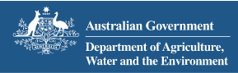 Australian Government
Department of Agriculture,
Water and the Environment